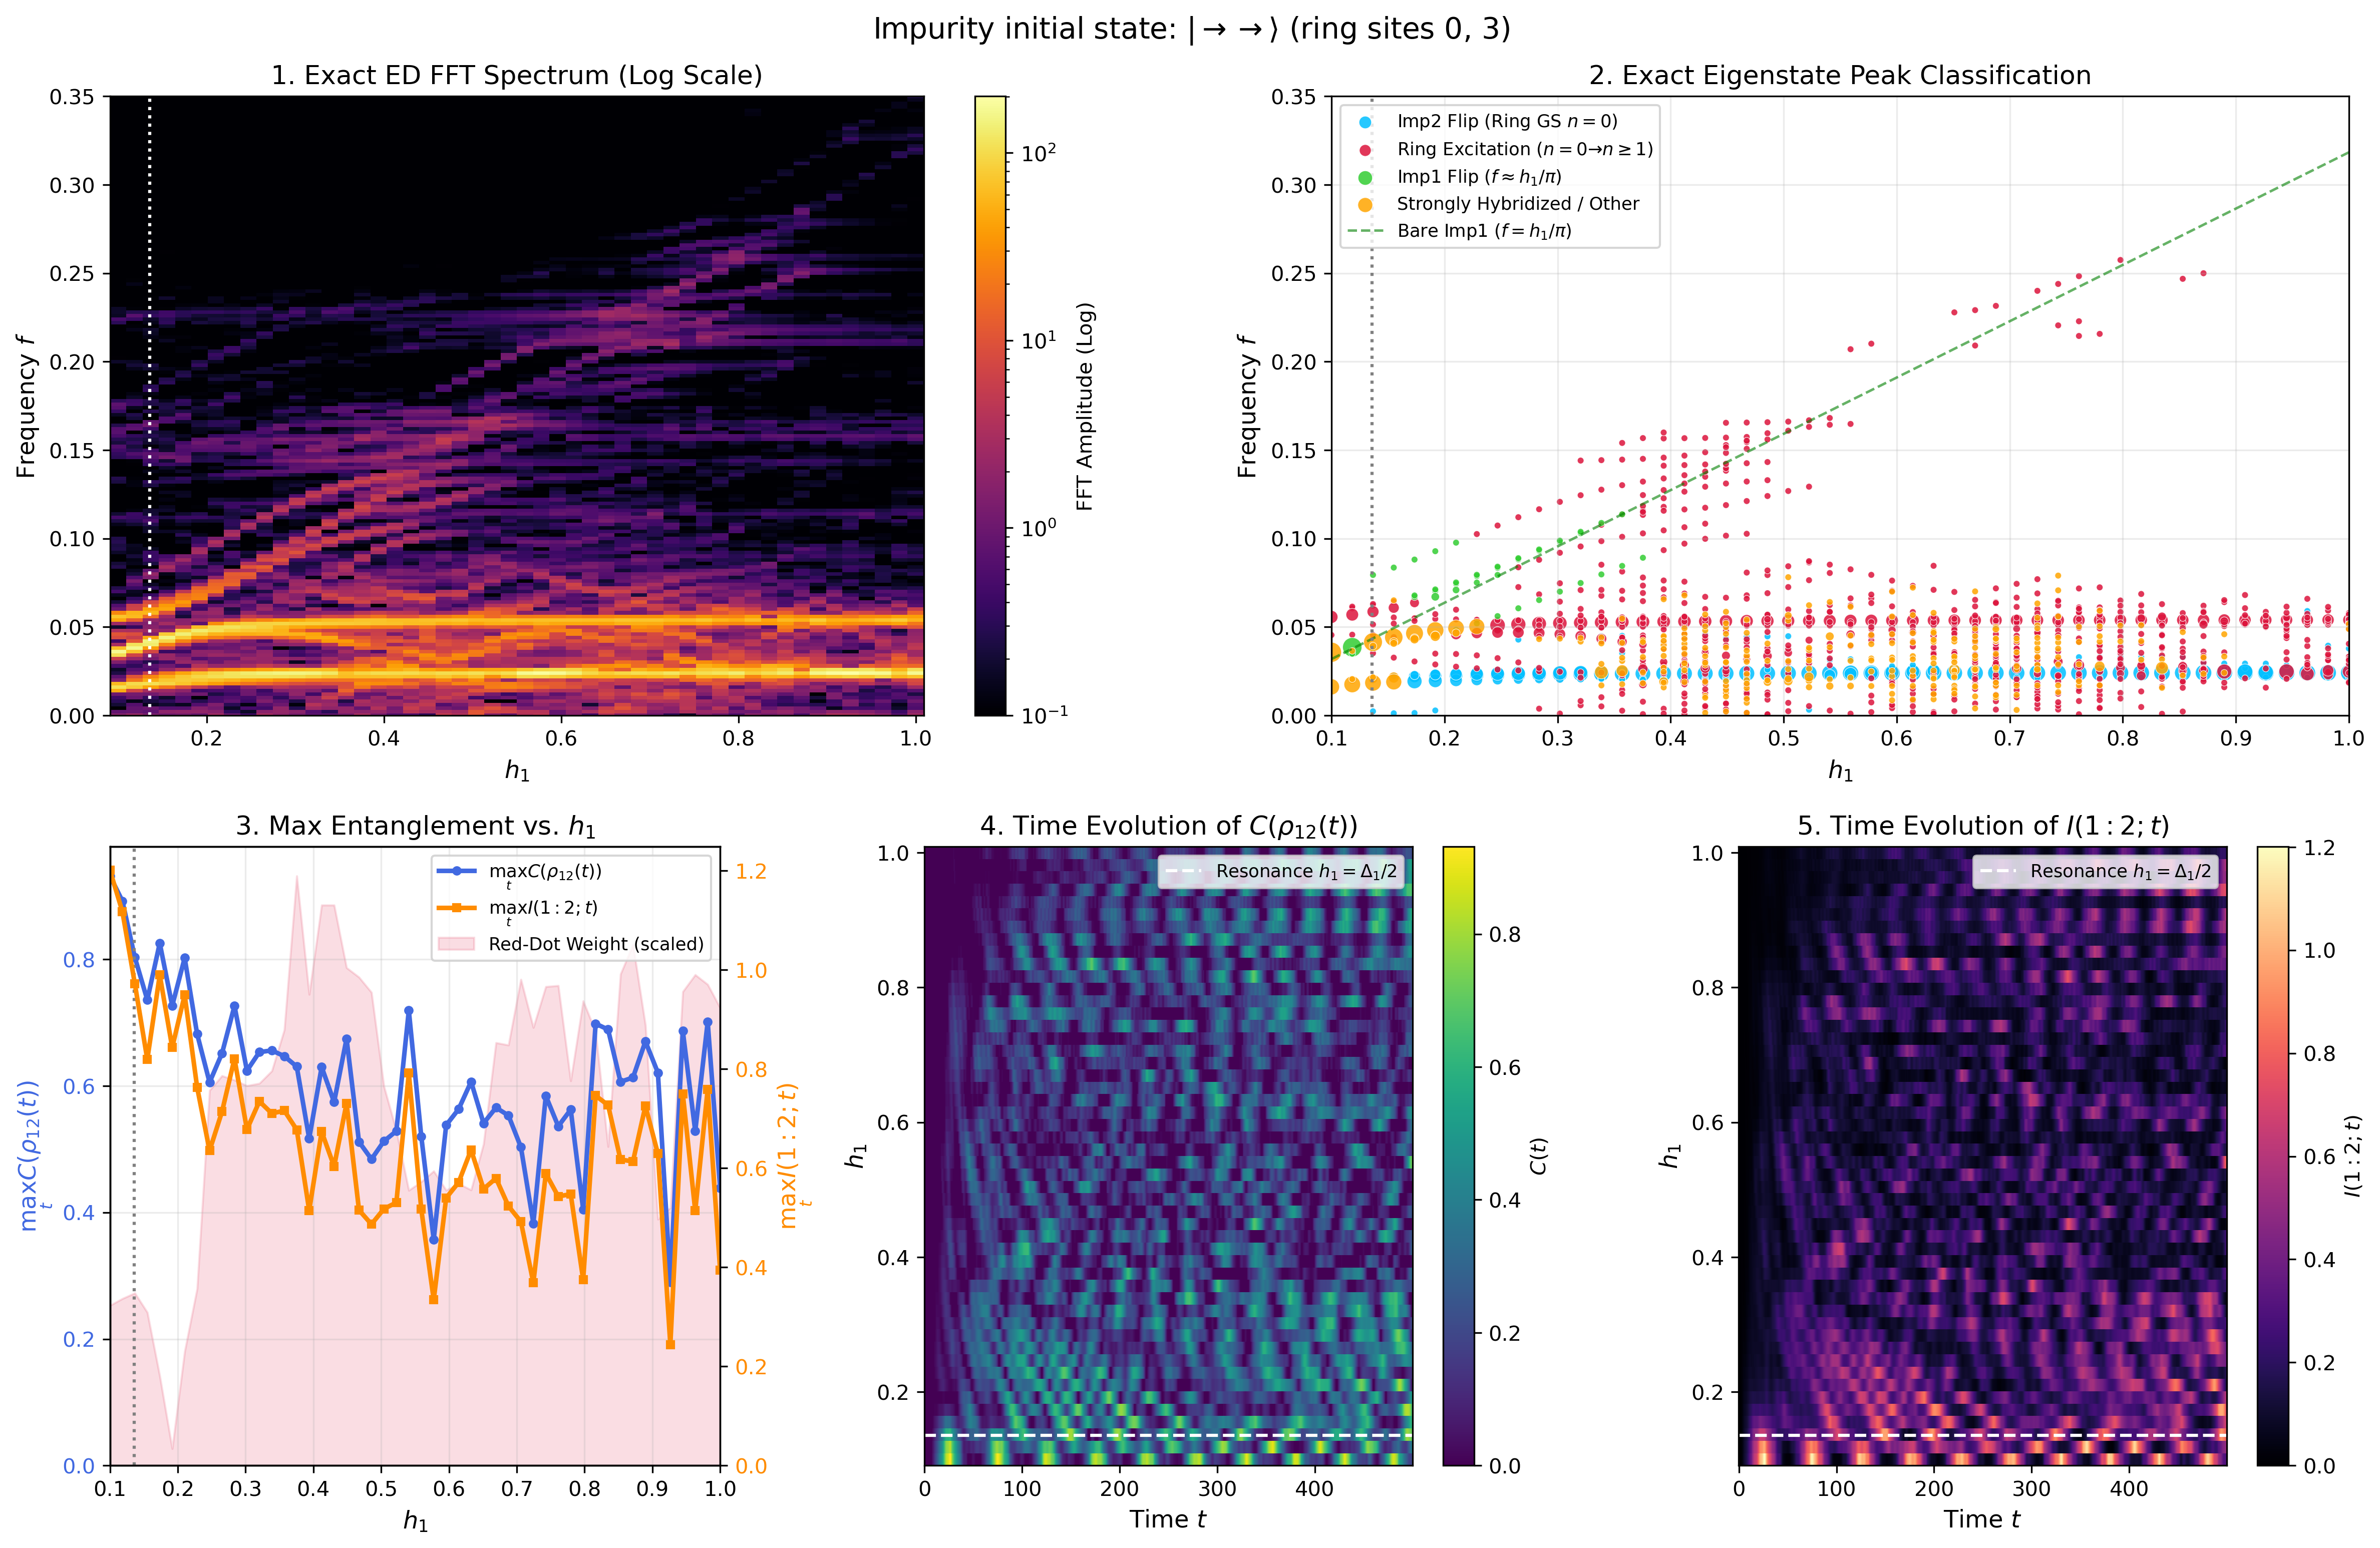 Impurity initial state: |→→⟩ (ring sites 0, 3)
1. Exact ED FFT Spectrum (Log Scale)
0.35
0.30
0.25
0.20
0.15
0.10
0.05
0.00
Frequency f
0.2
0.4
0.6
0.8
1.0
h₁
10²
10¹
10⁰
10⁻¹
FFT Amplitude (Log)
2. Exact Eigenstate Peak Classification
Imp2 Flip (Ring GS n = 0)
Ring Excitation (n = 0→n ≥ 1)
Imp1 Flip (f ≈ h₁/π)
Strongly Hybridized / Other
Bare Imp1 (f = h₁/π)
0.35
0.30
0.25
0.20
0.15
0.10
0.05
0.00
Frequency f
0.1
0.2
0.3
0.4
0.5
0.6
0.7
0.8
0.9
1.0
h₁
3. Max Entanglement vs. h₁
max C(ρ₁₂(t))
t
max I(1 : 2; t)
t
Red-Dot Weight (scaled)
0.8
0.6
0.4
0.2
0.0
max C(ρ₁₂(t))
t
0.1
0.2
0.3
0.4
0.5
0.6
0.7
0.8
0.9
1.0
h₁
1.2
1.0
0.8
0.6
0.4
0.2
0.0
max I(1 : 2; t)
t
4. Time Evolution of C(ρ₁₂(t))
Resonance h₁ = Δ₁/2
1.0
0.8
0.6
0.4
0.2
h₁
0
100
200
300
400
Time t
0.8
0.6
0.4
0.2
0.0
C(t)
5. Time Evolution of I(1 : 2; t)
Resonance h₁ = Δ₁/2
1.0
0.8
0.6
0.4
0.2
h₁
0
100
200
300
400
Time t
1.2
1.0
0.8
0.6
0.4
0.2
0.0
I(1 : 2; t)